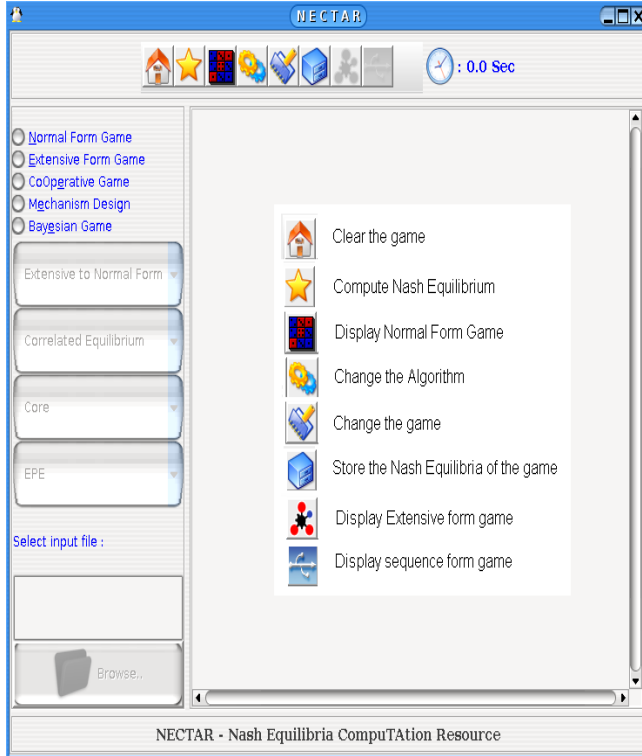 NECTAR
: 0.0 Sec
Normal Form Game
Extensive Form Game
CoOperative Game
Mechanism Design
Bayesian Game
Extensive to Normal Form
Correlated Equilibrium
Core
EPE
Select input file :
Browse..
Clear the game
Compute Nash Equilibrium
Display Normal Form Game
Change the Algorithm
Change the game
Store the Nash Equilibria of the game
Display Extensive form game
Display sequence form game
NECTAR - Nash Equilibria CompuTAtion Resource